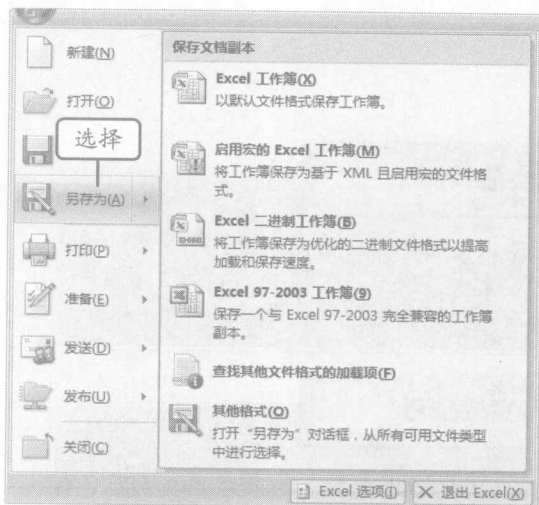 新建(N)
打开(O)
选择
另存为(A)
打印(P)
准备(E)
发送(D)
发布(U)
关闭(C)
保存文档副本
Excel 工作簿(X)
以默认文件格式保存工作簿。
启用宏的 Excel 工作簿(M)
将工作簿保存为基于 XML 且启用宏的文件格
式。
Excel 二进制工作簿(B)
将工作簿保存为优化的二进制文件格式以提高
加载和保存速度。
Excel 97-2003 工作簿(9)
保存一个与 Excel 97-2003 完全兼容的工作簿
副本。
查找其他文件格式的加载项(F)
其他格式(O)
打开“另存为”对话框，从所有可用文件类型
中进行选择。
Excel 选项(I)
退出 Excel(X)